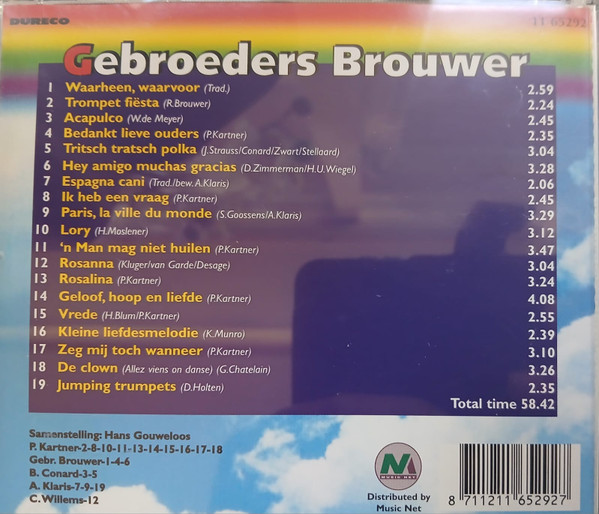 DURECO
11 65292
Gebroeders Brouwer
1 Waarheen, waarvoor (Trad.) 2.59
2 Trompet fiësta (R.Brouwer) 2.24
3 Acapulco (W.de Meyer) 2.45
4 Bedankt lieve ouders (P.Kartner) 2.35
5 Tritsch tratsch polka (J.Strauss/Conard/Zwart/Stellaard) 3.04
6 Hey amigo muchas gracias (D.Zimmerman/H.U.Wiegel) 3.28
7 Espagna cani (Trad./bew.A.Klaris) 2.06
8 Ik heb een vraag (P.Kartner) 2.45
9 Paris, la ville du monde (S.Goossens/A.Klaris) 3.29
10 Lory (H.Moslener) 3.12
11 ‘n Man mag niet huilen (P.Kartner) 3.47
12 Rosanna (Kluger/van Garde/Desage) 3.04
13 Rosalina (P.Kartner) 3.24
14 Geloof, hoop en liefde (P.Kartner) 4.08
15 Vrede (H.Blum/P.Kartner) 2.55
16 Kleine liefdesmelodie (K.Munro) 2.39
17 Zeg mij toch wanneer (P.Kartner) 3.10
18 De clown (Allez viens on danse) (G.Chatelain) 3.26
19 Jumping trumpets (D.Holten) 2.35
Total time 58.42
Samenstelling: Hans Gouweloos
P. Kartner-2-8-10-11-13-14-15-16-17-18
Gebr. Brouwer-1-4-6
B. Conard-3-5
A. Klaris-7-9-19
C. Willems-12
MUSIC NET
Distributed by
Music Net
8 711211 652927